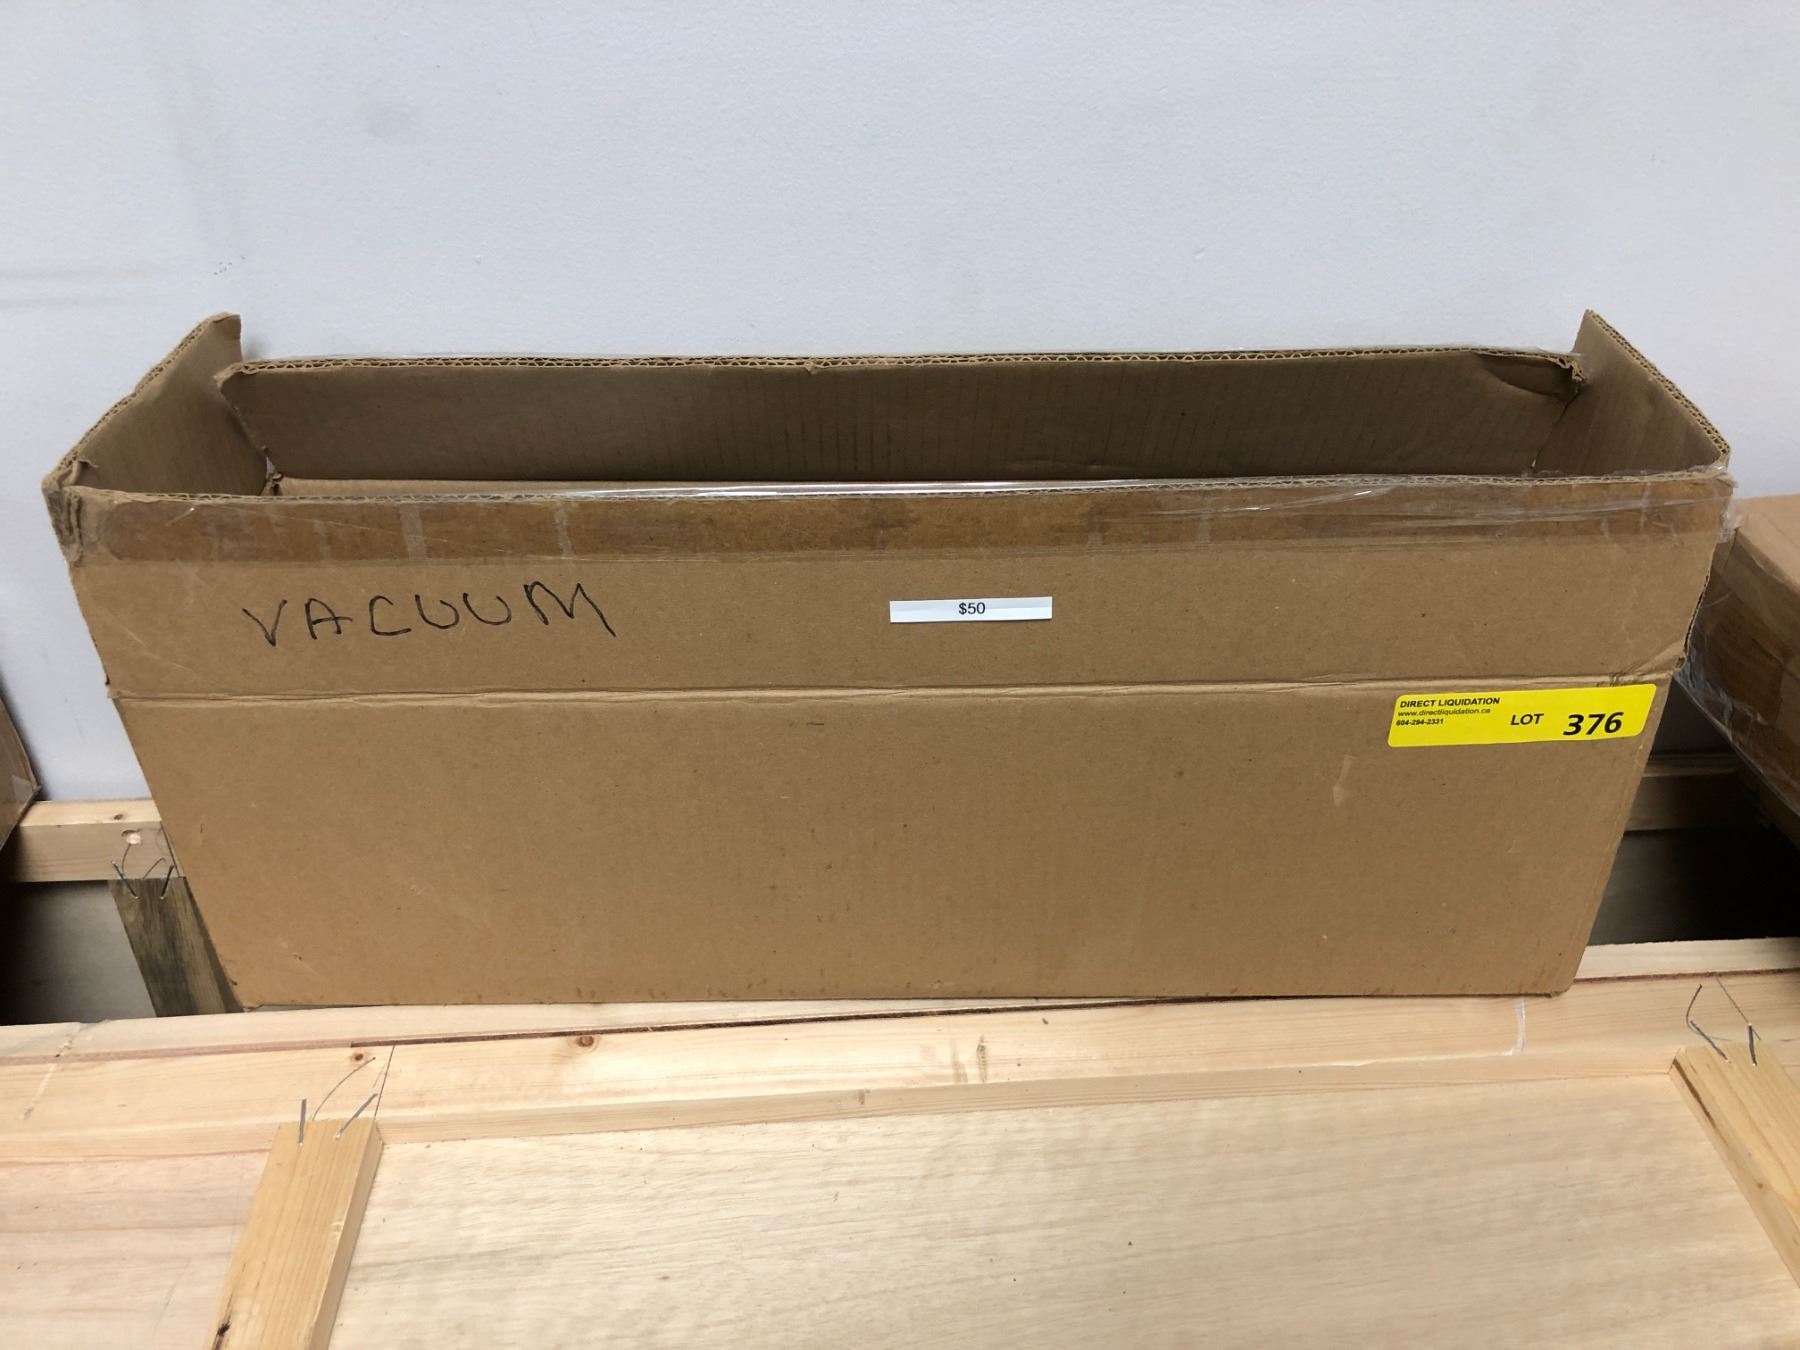 VACUUM
$50
DIRECT LIQUIDATION
www.directliquidation.ca
604-294-2331
LOT 376